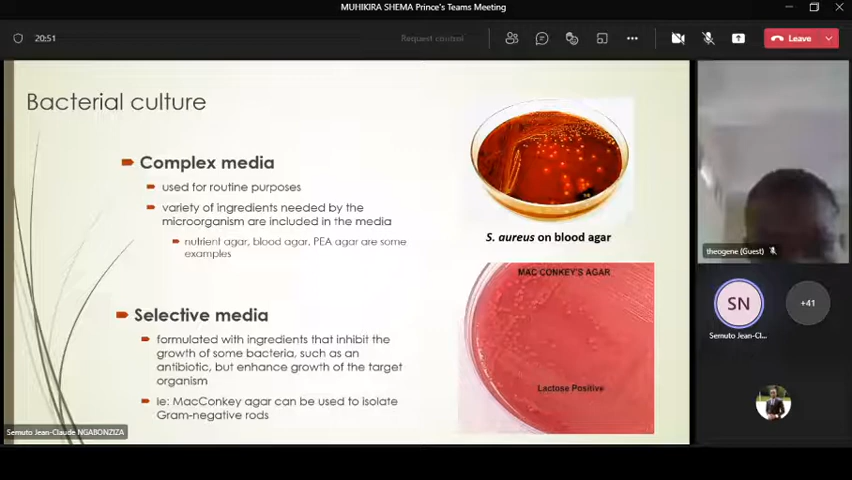 MUHIKIRA SHEMA Prince's Teams Meeting
20:51
Request control
Leave
Bacterial culture
Complex media
used for routine purposes
variety of ingredients needed by the
microorganism are included in the media
nutrient agar, blood agar, PEA agar are some
examples
S. aureus on blood agar
Selective media
formulated with ingredients that inhibit the
growth of some bacteria, such as an
antibiotic, but enhance growth of the target
organism
Ie: MacConkey agar can be used to isolate
Gram-negative rods
MAC CONKEY'S AGAR
Lactose Positive
Semuto Jean-Claude NGABONZIZA
theogene (Guest)
SN
+41
Semuto Jean-Cl...